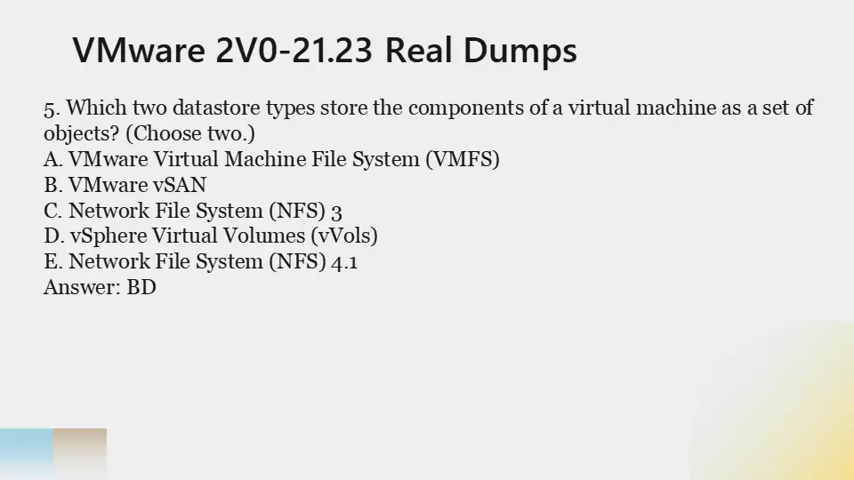 VMware 2V0-21.23 Real Dumps
5. Which two datastore types store the components of a virtual machine as a set of
objects? (Choose two.)
A. VMware Virtual Machine File System (VMFS)
B. VMware vSAN
C. Network File System (NFS) 3
D. vSphere Virtual Volumes (vVols)
E. Network File System (NFS) 4.1
Answer: BD